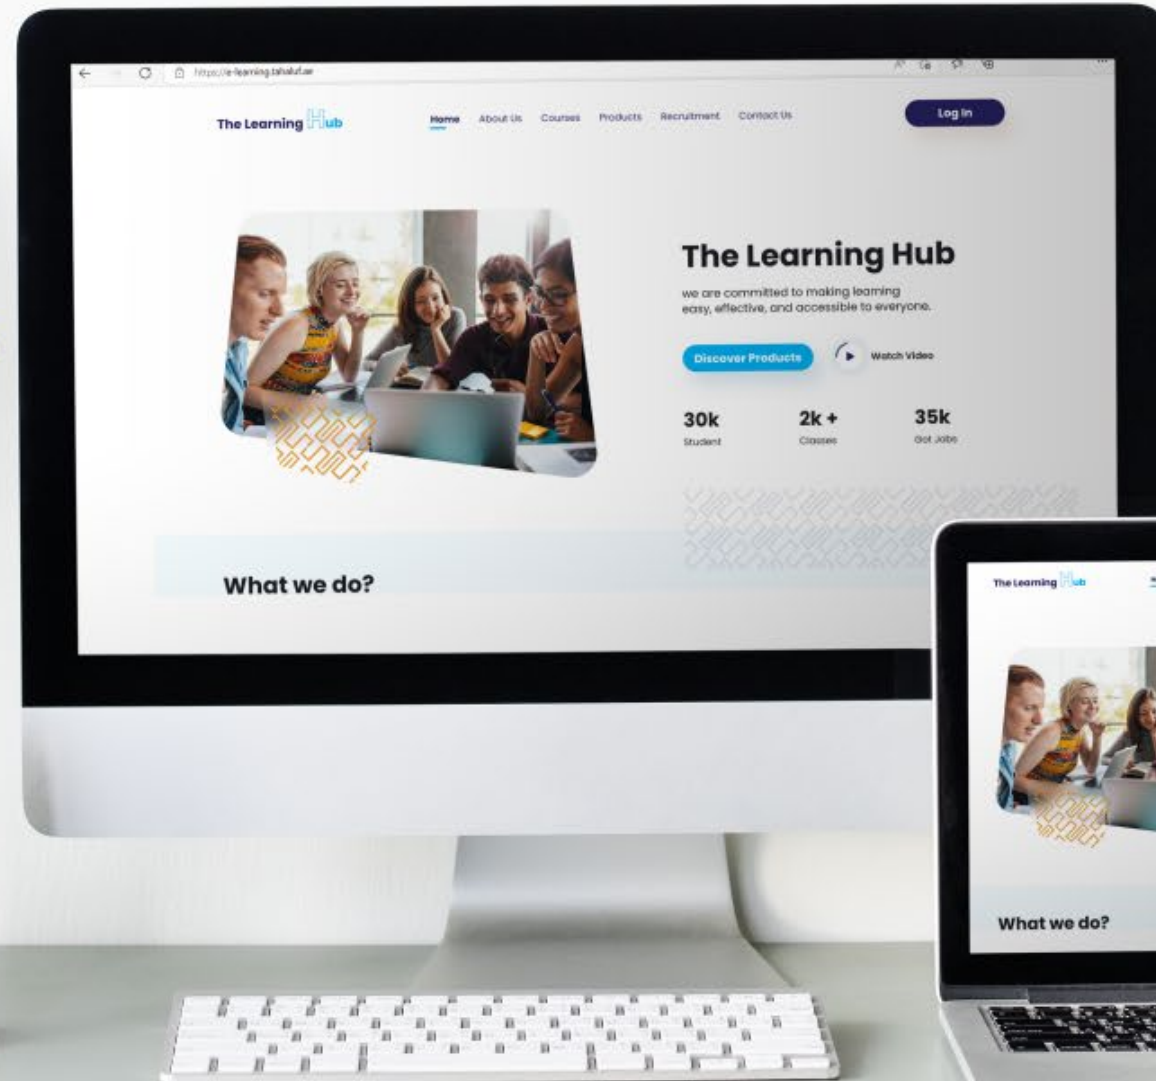 https://e-learning.tahaluf.ae
The Learning Hub
Home About Us Courses Products Recruitment Contact Us
Log In
The Learning Hub
we are committed to making learning
easy, effective, and accessible to everyone.
Discover Products
Watch Video
30k 2k + 35k
Student Classes Got Jobs
What we do?
The Learning Hub
What we do?